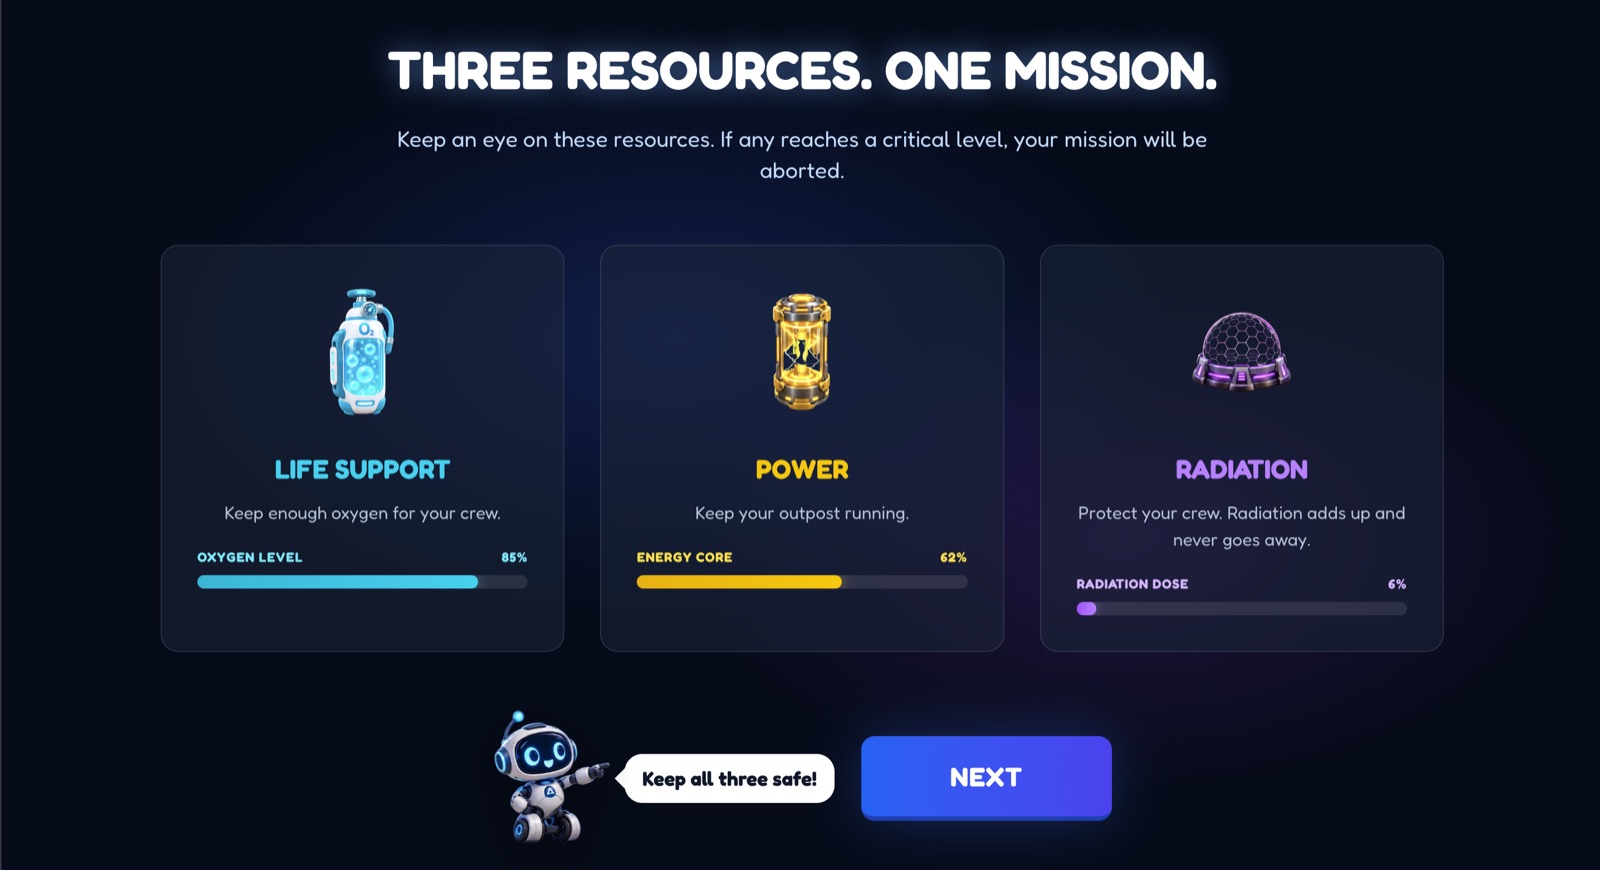 THREE RESOURCES. ONE MISSION.
Keep an eye on these resources. If any reaches a critical level, your mission will be
aborted.
O₂
LIFE SUPPORT
Keep enough oxygen for your crew.
OXYGEN LEVEL 85%
POWER
Keep your outpost running.
ENERGY CORE 62%
RADIATION
Protect your crew. Radiation adds up and
never goes away.
RADIATION DOSE 6%
Keep all three safe!
NEXT